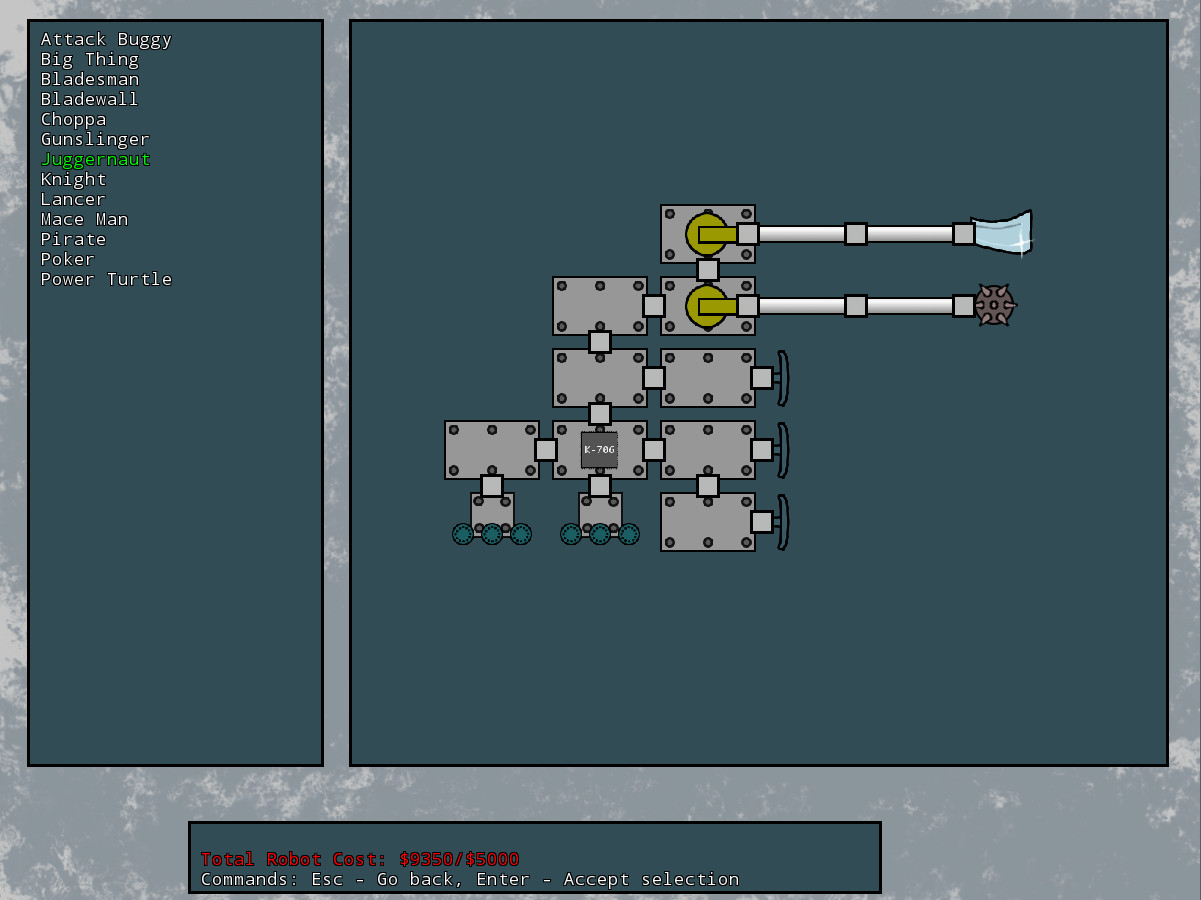 Attack Buggy
Big Thing
Bladesman
Bladewall
Choppa
Gunslinger
Juggernaut
Knight
Lancer
Mace Man
Pirate
Poker
Power Turtle
K-706
Total Robot Cost: $9350/$5000
Commands: Esc - Go back, Enter - Accept selection